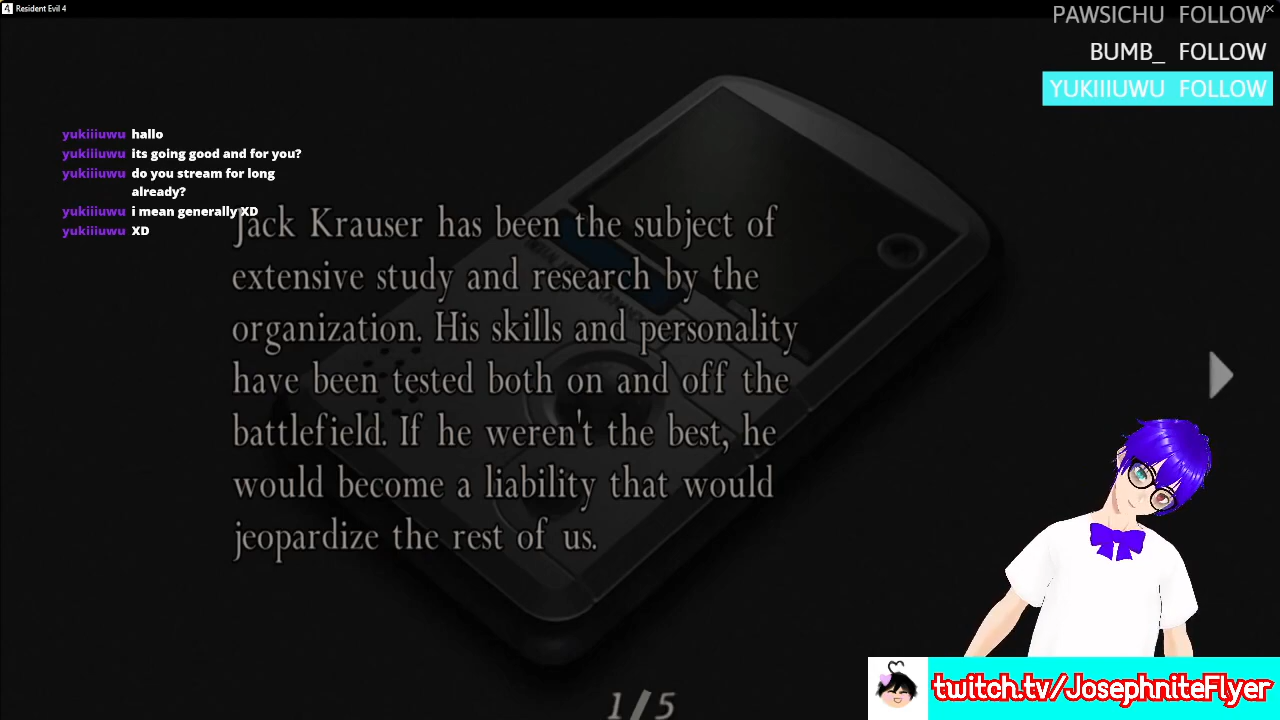 Resident Evil 4
PAWSICHU FOLLOW
BUMB_ FOLLOW
YUKIIIUWU FOLLOW
yukiiiuwu hallo
yukiiiuwu its going good and for you?
yukiiiuwu do you stream for long
already?
yukiiiuwu i mean generally XD
yukiiiuwu XD
Jack Krauser has been the subject of
extensive study and research by the
organization. His skills and personality
have been tested both on and off the
battlefield. If he weren't the best, he
would become a liability that would
jeopardize the rest of us.
1/5
twitch.tv/JosephniteFlyer